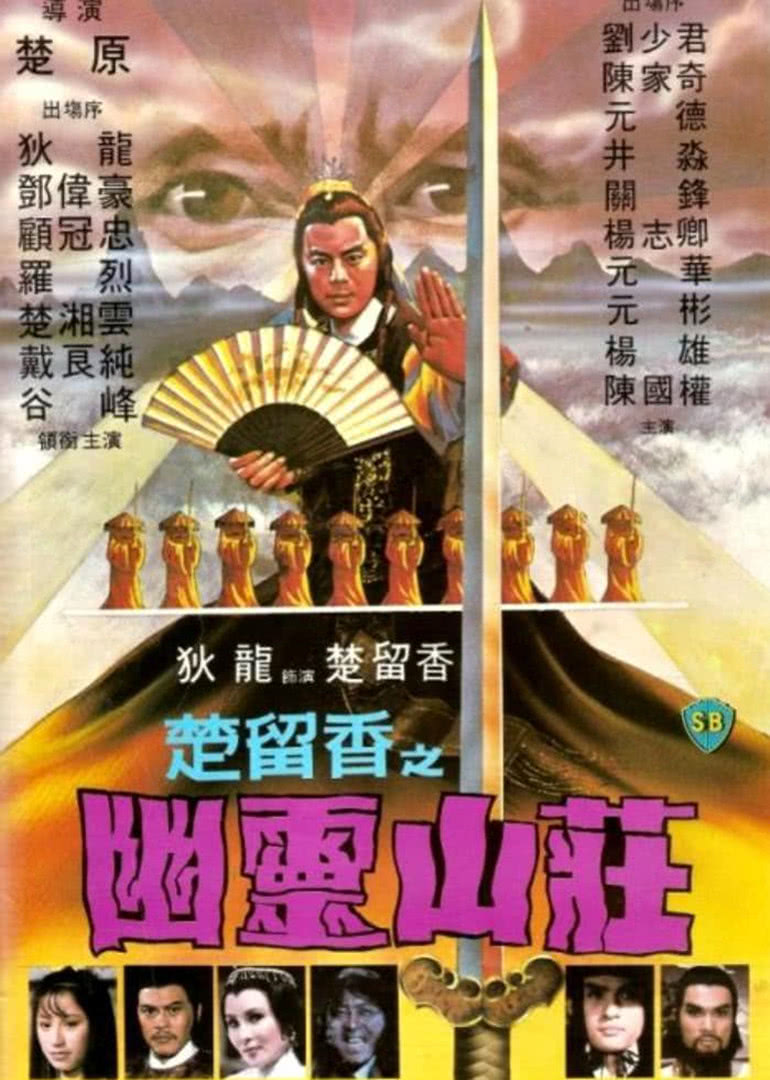 導演
楚原
出塲序
狄龍
鄧偉豪
顧冠忠
羅烈
楚湘雲
戴良純
谷峰
領銜主演
出塲序
劉少君
陳家奇
元德
井淼
關鋒
楊志卿
元華
元彬
楊雄
陳國權
主演
狄龍飾演楚留香
楚留香之
幽靈山莊
SB